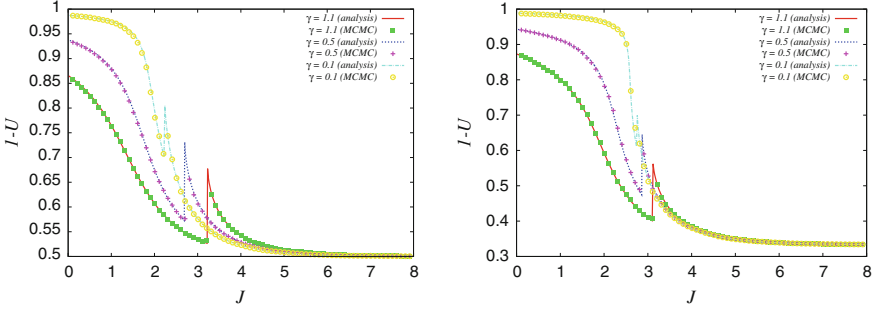 1-U
1
0.95
0.9
0.85
0.8
0.75
0.7
0.65
0.6
0.55
0.5
0 1 2 3 4 5 6 7 8
J
γ = 1.1 (analysis)
γ = 1.1 (MCMC)
γ = 0.5 (analysis)
γ = 0.5 (MCMC)
γ = 0.1 (analysis)
γ = 0.1 (MCMC)
1-U
1
0.9
0.8
0.7
0.6
0.5
0.4
0.3
0 1 2 3 4 5 6 7 8
J
γ = 1.1 (analysis)
γ = 1.1 (MCMC)
γ = 0.5 (analysis)
γ = 0.5 (MCMC)
γ = 0.1 (analysis)
γ = 0.1 (MCMC)